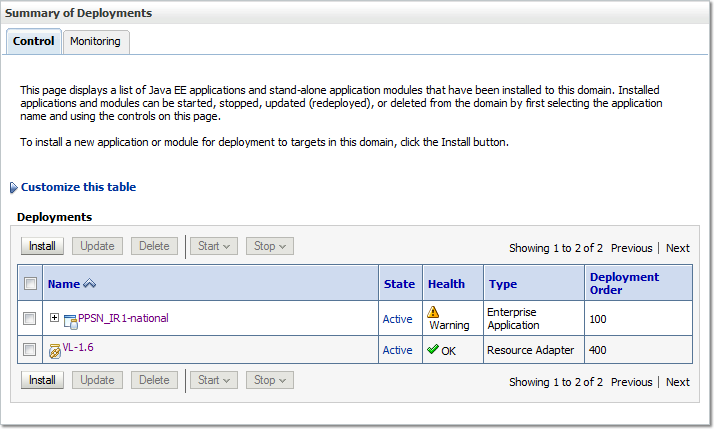 Summary of Deployments
Control Monitoring
This page displays a list of Java EE applications and stand-alone application modules that have been installed to this domain. Installed
applications and modules can be started, stopped, updated (redeployed), or deleted from the domain by first selecting the application
name and using the controls on this page.
To install a new application or module for deployment to targets in this domain, click the Install button.
Customize this table
Deployments
Install Update Delete Start Stop Showing 1 to 2 of 2 Previous | Next
Name State Health Type Deployment
Order
PPSN_IR1-national Active Warning Enterprise
Application 100
VL-1.6 Active OK Resource Adapter 400
Install Update Delete Start Stop Showing 1 to 2 of 2 Previous | Next